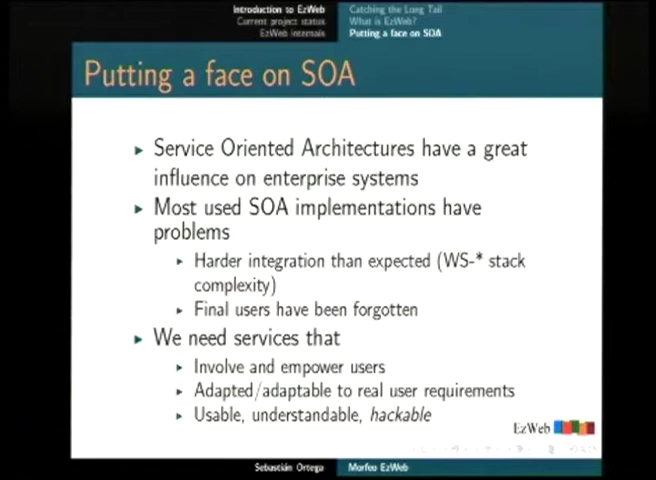 Introduction to EzWeb
Current project status
EzWeb internals
Catching the Long Tail
What is EzWeb?
Putting a face on SOA
Putting a face on SOA
Service Oriented Architectures have a great
influence on enterprise systems
Most used SOA implementations have
problems
Harder integration than expected (WS-* stack
complexity)
Final users have been forgotten
We need services that
Involve and empower users
Adapted/adaptable to real user requirements
Usable, understandable, hackable
EzWeb
Sebastián Ortega
Morfeo EzWeb